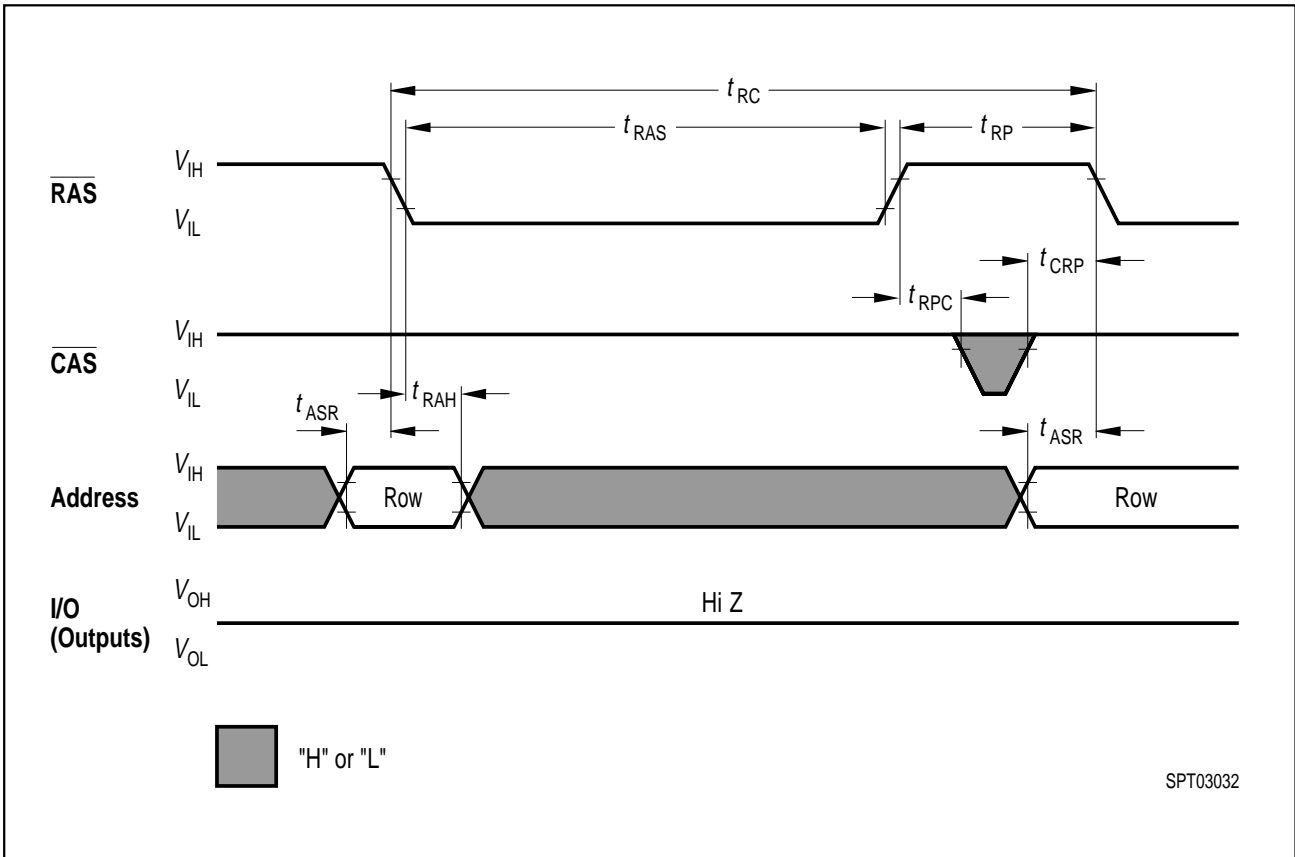 tRC
tRAS
tRP
VIH
RAS
VIL
tCRP
tRPC
VIH
CAS
VIL
tRAH
tASR
tASR
VIH
Address
Row
Row
VIL
VOH
Hi Z
I/O
(Outputs)
VOL
"H" or "L"
SPT03032